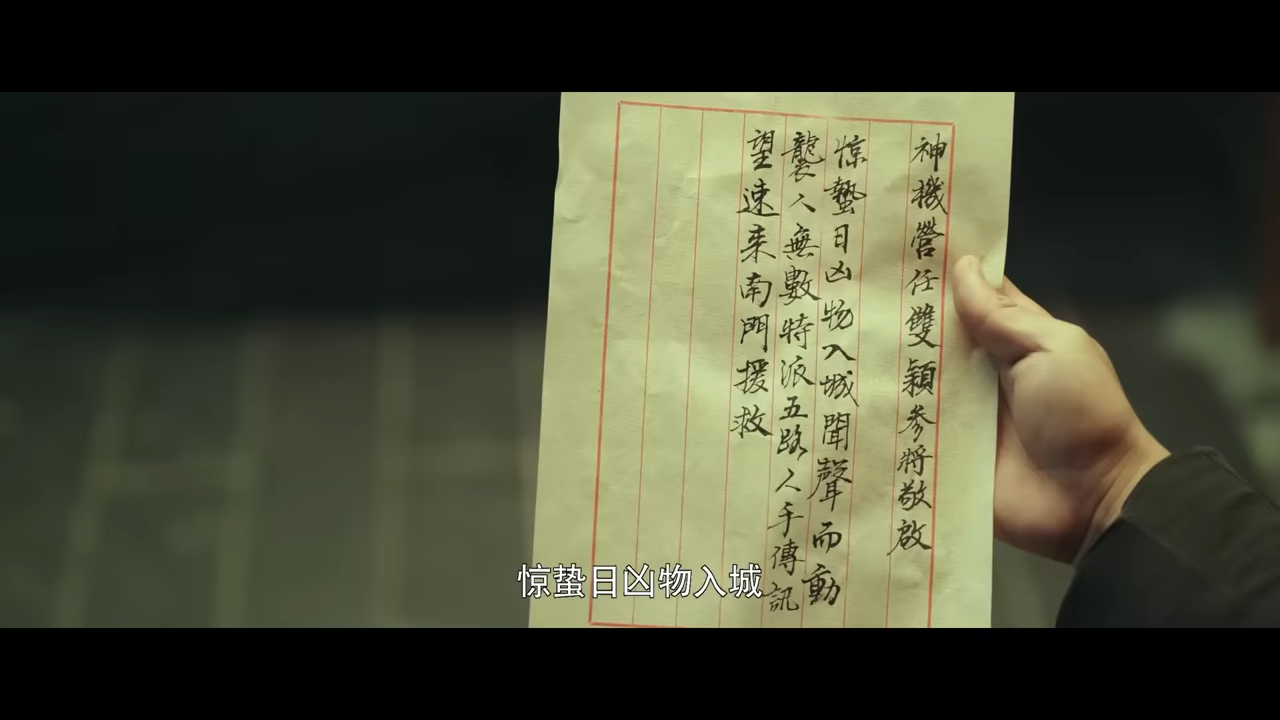 神機營任雙穎參將敬啟
惊蟄日凶物入城聞聲而動
襲人無數特派五路人手傳訊
望速来南門援救
惊蛰日凶物入城